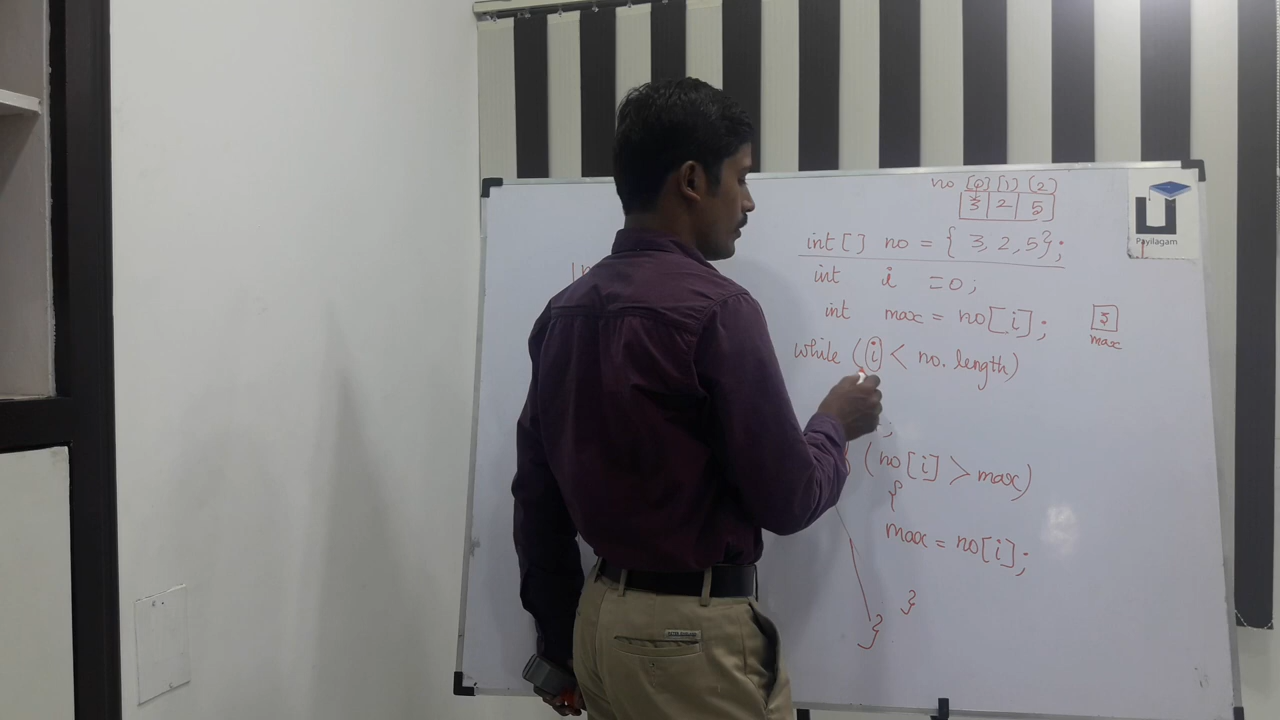 no [0] [1] (2)
3 2 5
Payilagam
int[] no = { 3, 2, 5};
int i = 0;
int max = no[i];
3
max
while (i < no. length)
;
(no[i] > max)
{
max = no[i];
}
}